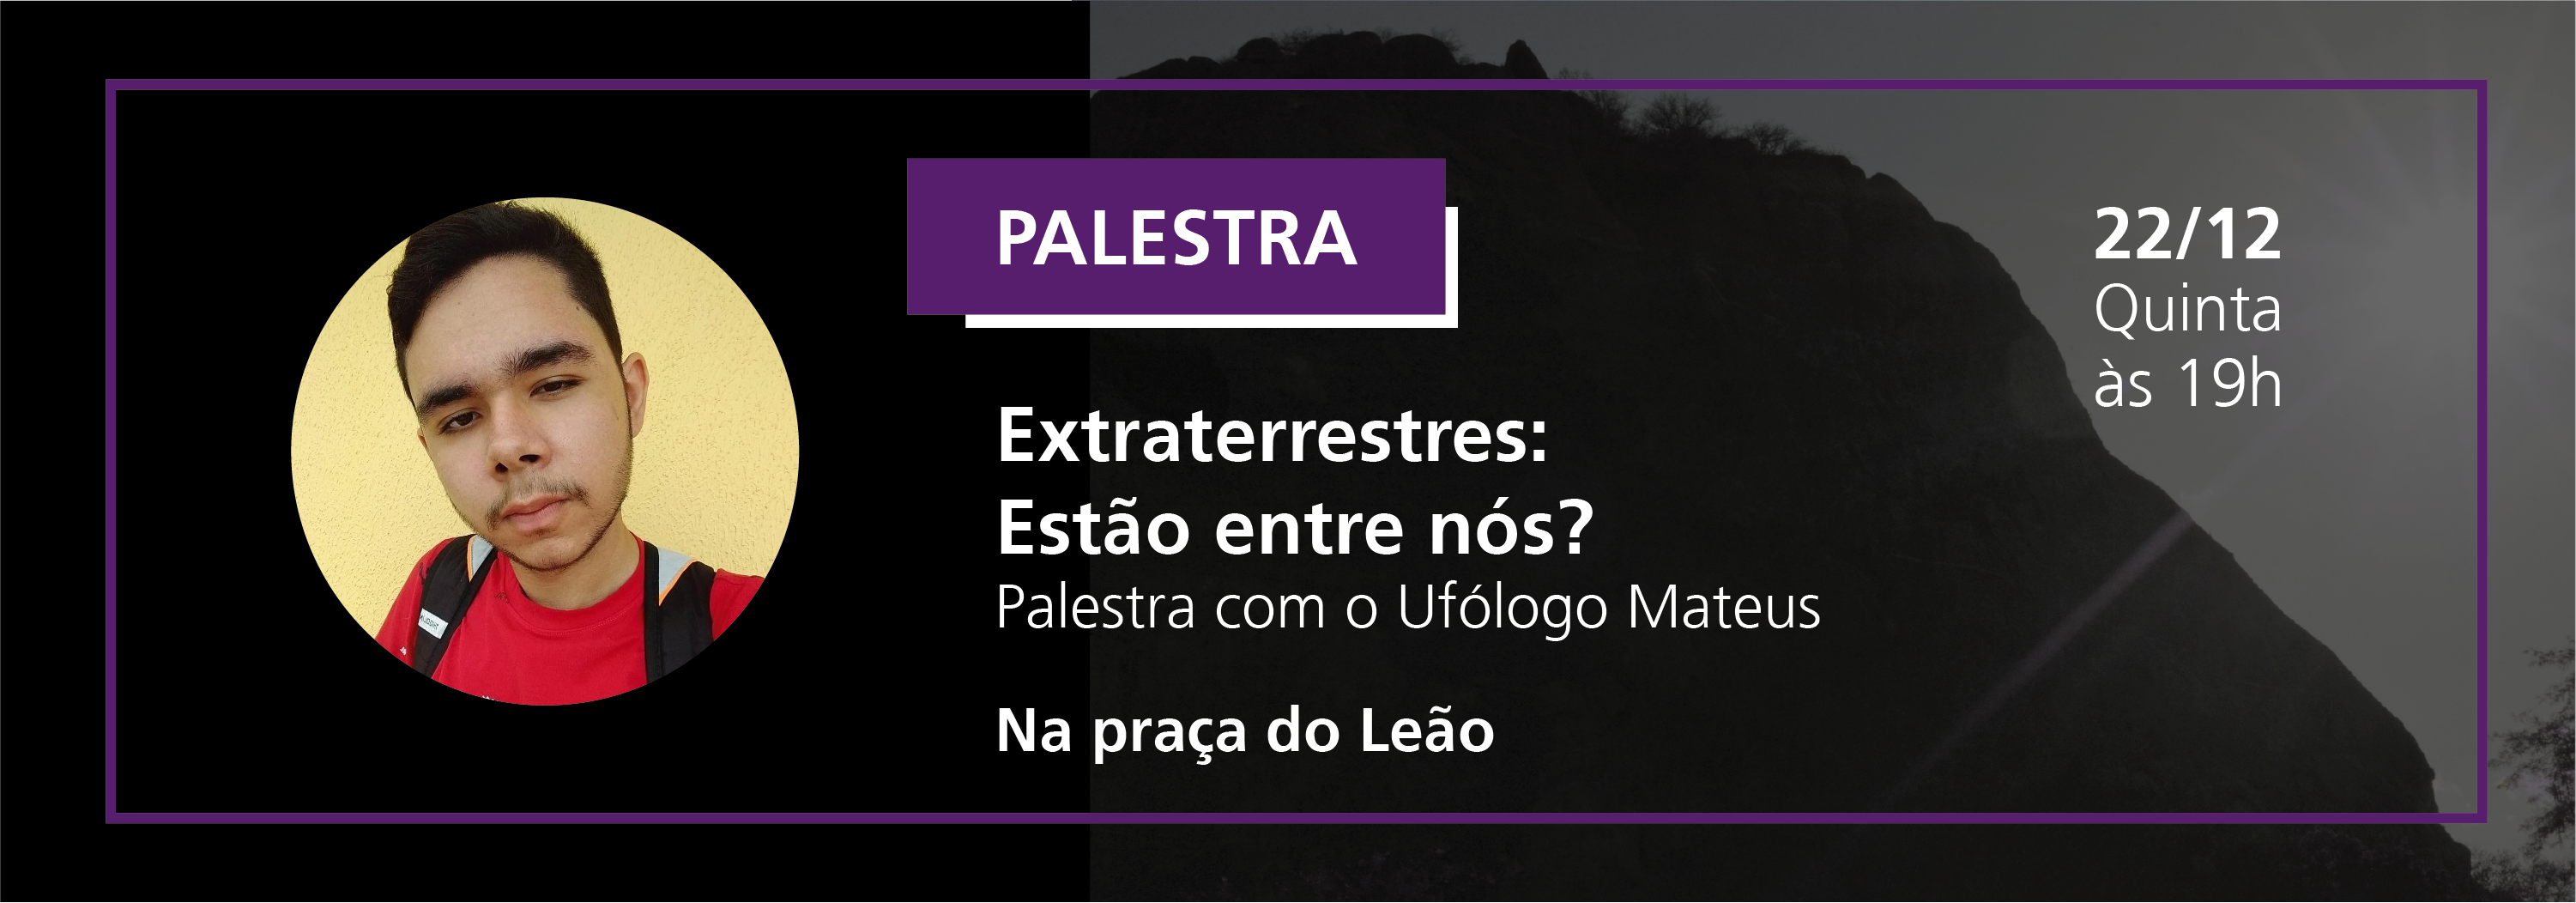 PALESTRA
Extraterrestres:
Estão entre nós?
Palestra com o Ufólogo Mateus
Na praça do Leão
22/12
Quinta
às 19h